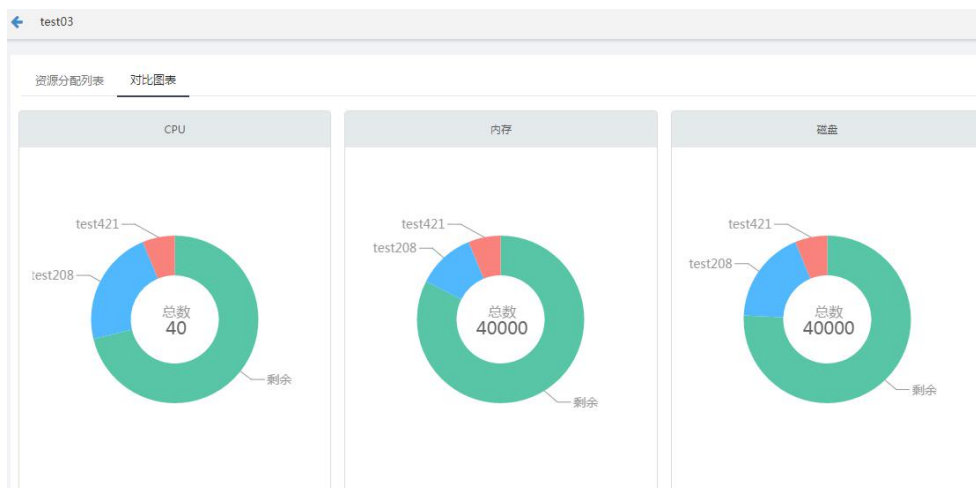 test03
资源分配列表 对比图表
CPU
test421
test208
总数
40
剩余
内存
test421
test208
总数
40000
剩余
磁盘
test421
test208
总数
40000
剩余